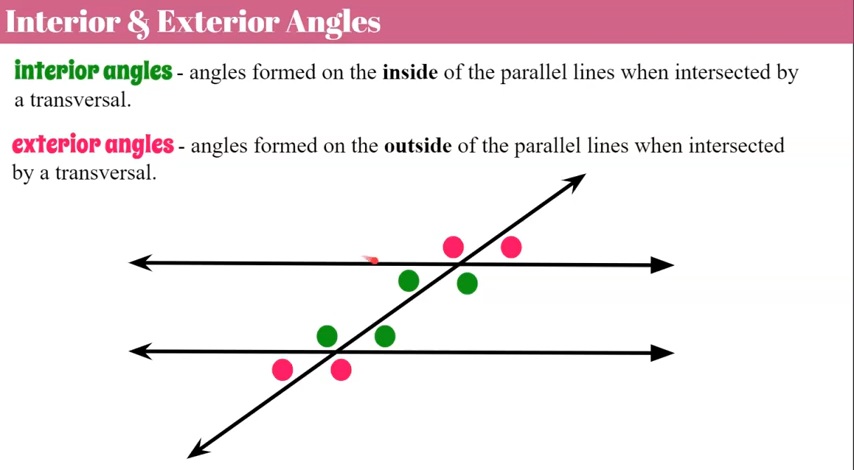 Interior & Exterior Angles
interior angles - angles formed on the inside of the parallel lines when intersected by
a transversal.
exterior angles - angles formed on the outside of the parallel lines when intersected
by a transversal.